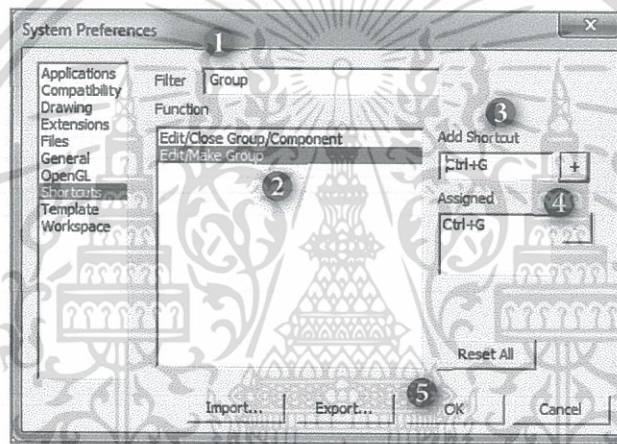 System Preferences
1
Applications
Compatibility
Drawing
Extensions
Files
General
OpenGL
Shortcuts
Template
Workspace
Filter Group
Function
Edit/Close Group/Component
Edit/Make Group
2
3
Add Shortcut
Ctrl+G +
Assigned
4
Ctrl+G
Reset All
5
Import... Export... OK Cancel